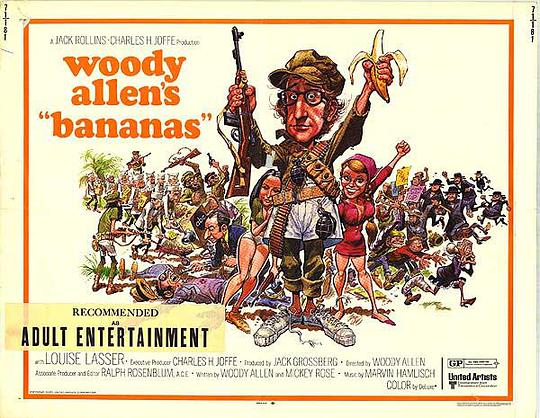 71/181
A JACK ROLLINS · CHARLES H. JOFFE Production
woody
allen's
"bananas"
RECOMMENDED
AS
ADULT ENTERTAINMENT
with LOUISE LASSER · Executive Producer CHARLES H. JOFFE · Produced by JACK GROSSBERG · Directed by WOODY ALLEN
Associate Producer and Editor RALPH ROSENBLUM, A.C.E. · Written by WOODY ALLEN and MICKEY ROSE · Music by MARVIN HAMLISCH
COLOR by DeLuxe®
GP
United Artists